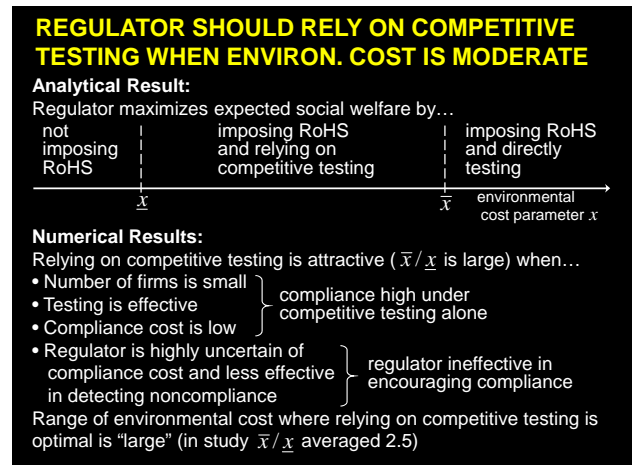 REGULATOR SHOULD RELY ON COMPETITIVE
TESTING WHEN ENVIRON. COST IS MODERATE
Analytical Result:
Regulator maximizes expected social welfare by…
not
imposing
RoHS
imposing RoHS
and relying on
competitive testing
imposing RoHS
and directly
testing
x̲
x̅
environmental
cost parameter x
Numerical Results:
Relying on competitive testing is attractive ( x̅ / x̲ is large) when…
• Number of firms is small
• Testing is effective
• Compliance cost is low
compliance high under
competitive testing alone
• Regulator is highly uncertain of
compliance cost and less effective
in detecting noncompliance
regulator ineffective in
encouraging compliance
Range of environmental cost where relying on competitive testing is
optimal is “large” (in study x̅ / x̲ averaged 2.5)